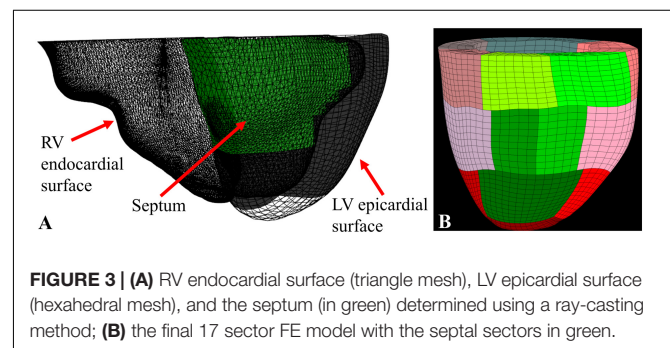 RV
endocardial
surface
Septum
LV epicardial
surface
A
B
FIGURE 3 | (A) RV endocardial surface (triangle mesh), LV epicardial surface
(hexahedral mesh), and the septum (in green) determined using a ray-casting
method; (B) the final 17 sector FE model with the septal sectors in green.